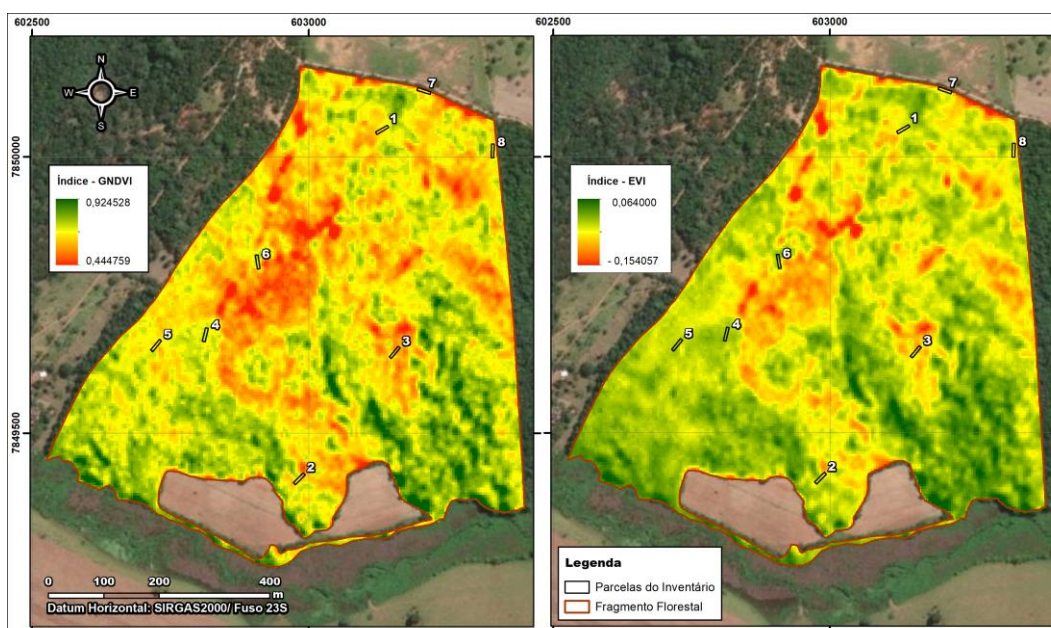 602500
603000
602500
603000
N
W
E
S
7850000
7849500
Índice - GNDVI
0,924528
0,444759
1
2
3
4
5
6
7
8
0 100 200 400
m
Datum Horizontal: SIRGAS2000/ Fuso 23S
Índice - EVI
0,064000
- 0,154057
1
2
3
4
5
6
7
8
Legenda
Parcelas do Inventário
Fragmento Florestal